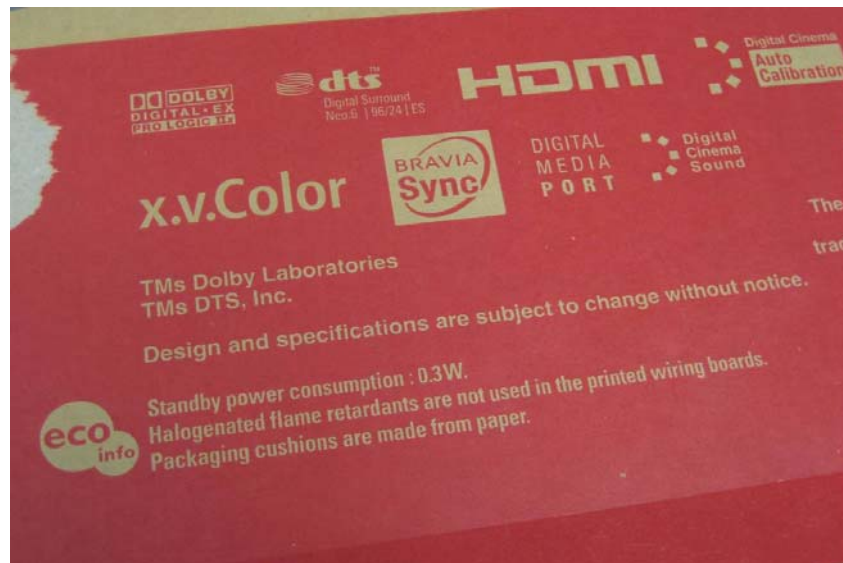 DOLBY
DIGITAL·EX
PRO LOGIC IIx
dts™
Digital Surround
Neo:6 | 96/24 | ES
HDMI
Digital Cinema
Auto
Calibration
x.v.Color
BRAVIA
Sync
DIGITAL
MEDIA
PORT
Digital
Cinema
Sound
The
TMs Dolby Laboratories
TMs DTS, Inc.
Design and specifications are subject to change without notice.
eco
info
Standby power consumption : 0.3W.
Halogenated flame retardants are not used in the printed wiring boards.
Packaging cushions are made from paper.